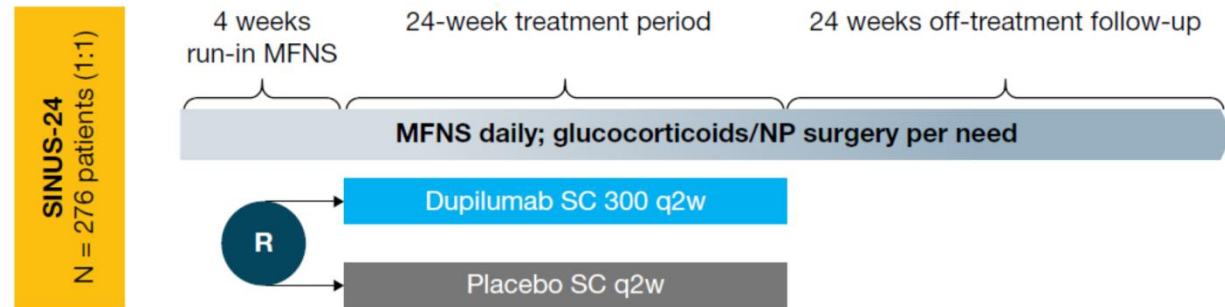 SINUS-24
N = 276 patients (1:1)
4 weeks
run-in MFNS
24-week treatment period
24 weeks off-treatment follow-up
MFNS daily; glucocorticoids/NP surgery per need
R
Dupilumab SC 300 q2w
Placebo SC q2w